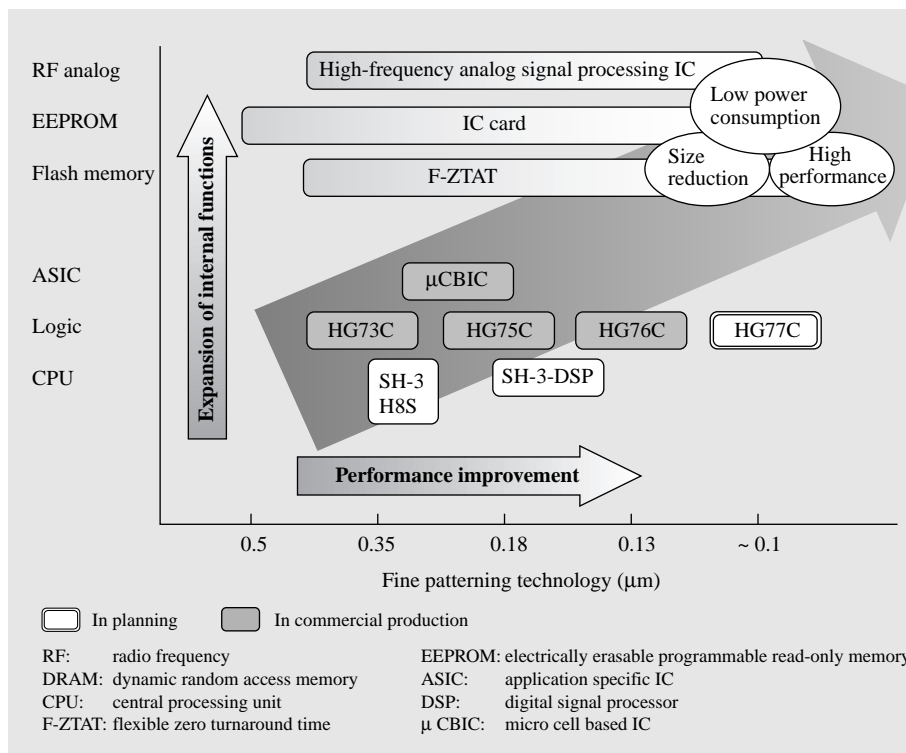 RF analog
High-frequency analog signal processing IC
Low power
consumption
EEPROM
IC card
Flash memory
F-ZTAT
Size
reduction
High
performance
Expansion of internal functions
ASIC
μCBIC
Logic
HG73C
HG75C
HG76C
HG77C
CPU
SH-3
H8S
SH-3-DSP
Performance improvement
0.5
0.35
0.18
0.13
~ 0.1
Fine patterning technology (μm)
In planning
In commercial production
RF: radio frequency
DRAM: dynamic random access memory
CPU: central processing unit
F-ZTAT: flexible zero turnaround time
EEPROM: electrically erasable programmable read-only memory
ASIC: application specific IC
DSP: digital signal processor
μ CBIC: micro cell based IC